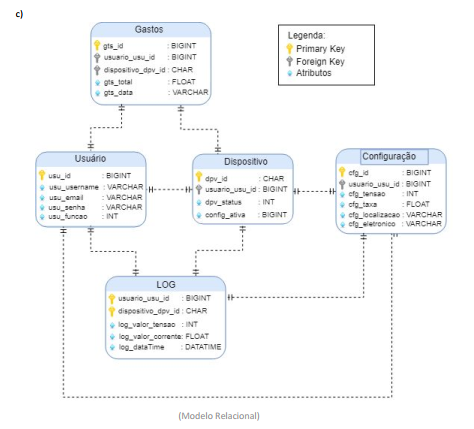 c)
Gastos
gts_id : BIGINT
usuario_usu_id : BIGINT
dispositivo_dpv_id : CHAR
gts_total : FLOAT
gts_data : VARCHAR
Legenda:
Primary Key
Foreign Key
Atributos
Usuário
usu_id : BIGINT
usu_username : VARCHAR
usu_email : VARCHAR
usu_senha : VARCHAR
usu_funcao : INT
Dispositivo
dpv_id : CHAR
usuario_usu_id : BIGINT
dpv_status : INT
config_ativa : BIGINT
Configuração
cfg_id : BIGINT
usuario_usu_id : BIGINT
cfg_tensao : INT
cfg_taxa : FLOAT
cfg_localizacao : VARCHAR
cfg_eletronico : VARCHAR
LOG
usuario_usu_id : BIGINT
dispositivo_dpv_id : CHAR
log_valor_tensao : INT
log_valor_corrente: FLOAT
log_dataTime : DATATIME
(Modelo Relacional)